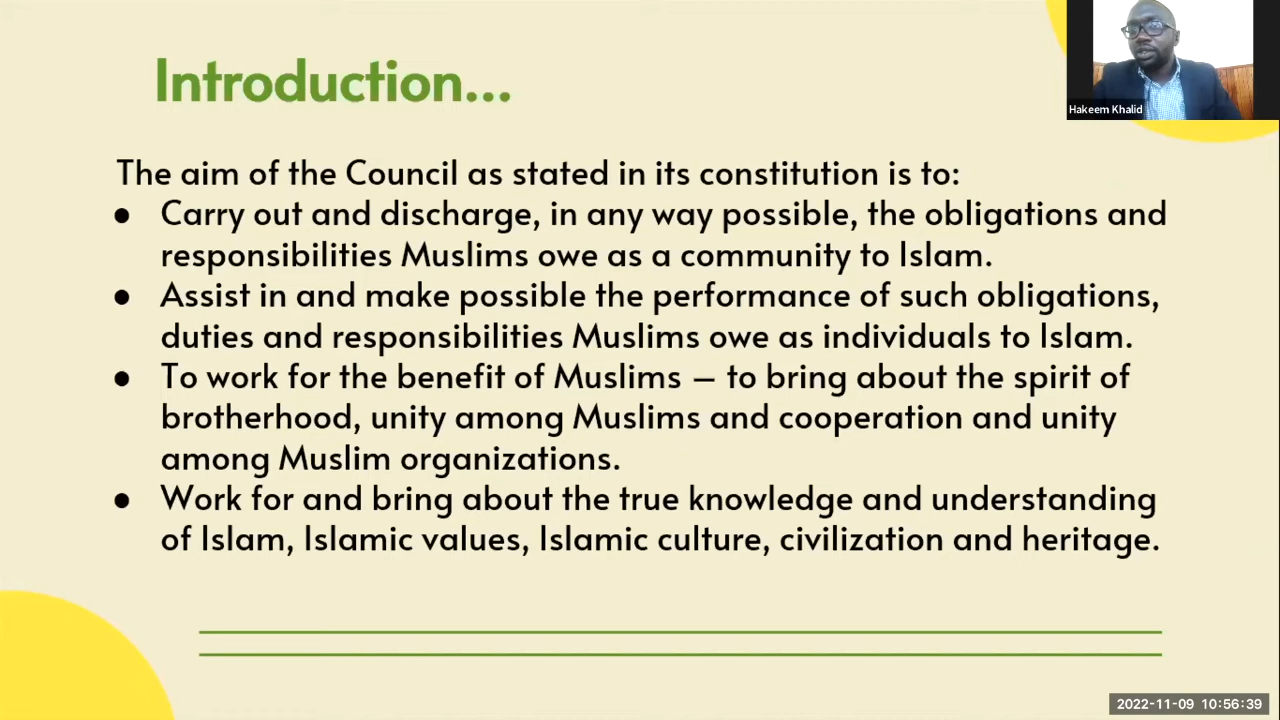 Introduction...
Hakeem Khalid
The aim of the Council as stated in its constitution is to:
● Carry out and discharge, in any way possible, the obligations and
responsibilities Muslims owe as a community to Islam.
● Assist in and make possible the performance of such obligations,
duties and responsibilities Muslims owe as individuals to Islam.
● To work for the benefit of Muslims – to bring about the spirit of
brotherhood, unity among Muslims and cooperation and unity
among Muslim organizations.
● Work for and bring about the true knowledge and understanding
of Islam, Islamic values, Islamic culture, civilization and heritage.
2022-11-09 10:56:39